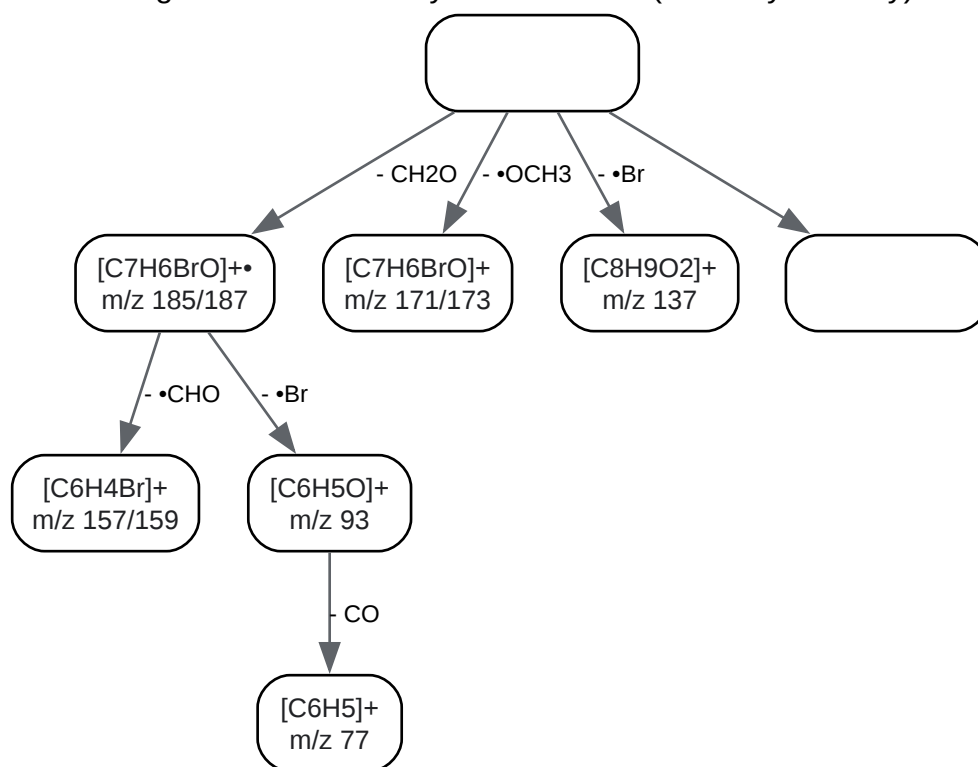 - CH2O
- •OCH3
- •Br
[C7H6BrO]+•
m/z 185/187
[C7H6BrO]+
m/z 171/173
[C8H9O2]+
m/z 137
- •CHO
- •Br
[C6H4Br]+
m/z 157/159
[C6H5O]+
m/z 93
- CO
[C6H5]+
m/z 77